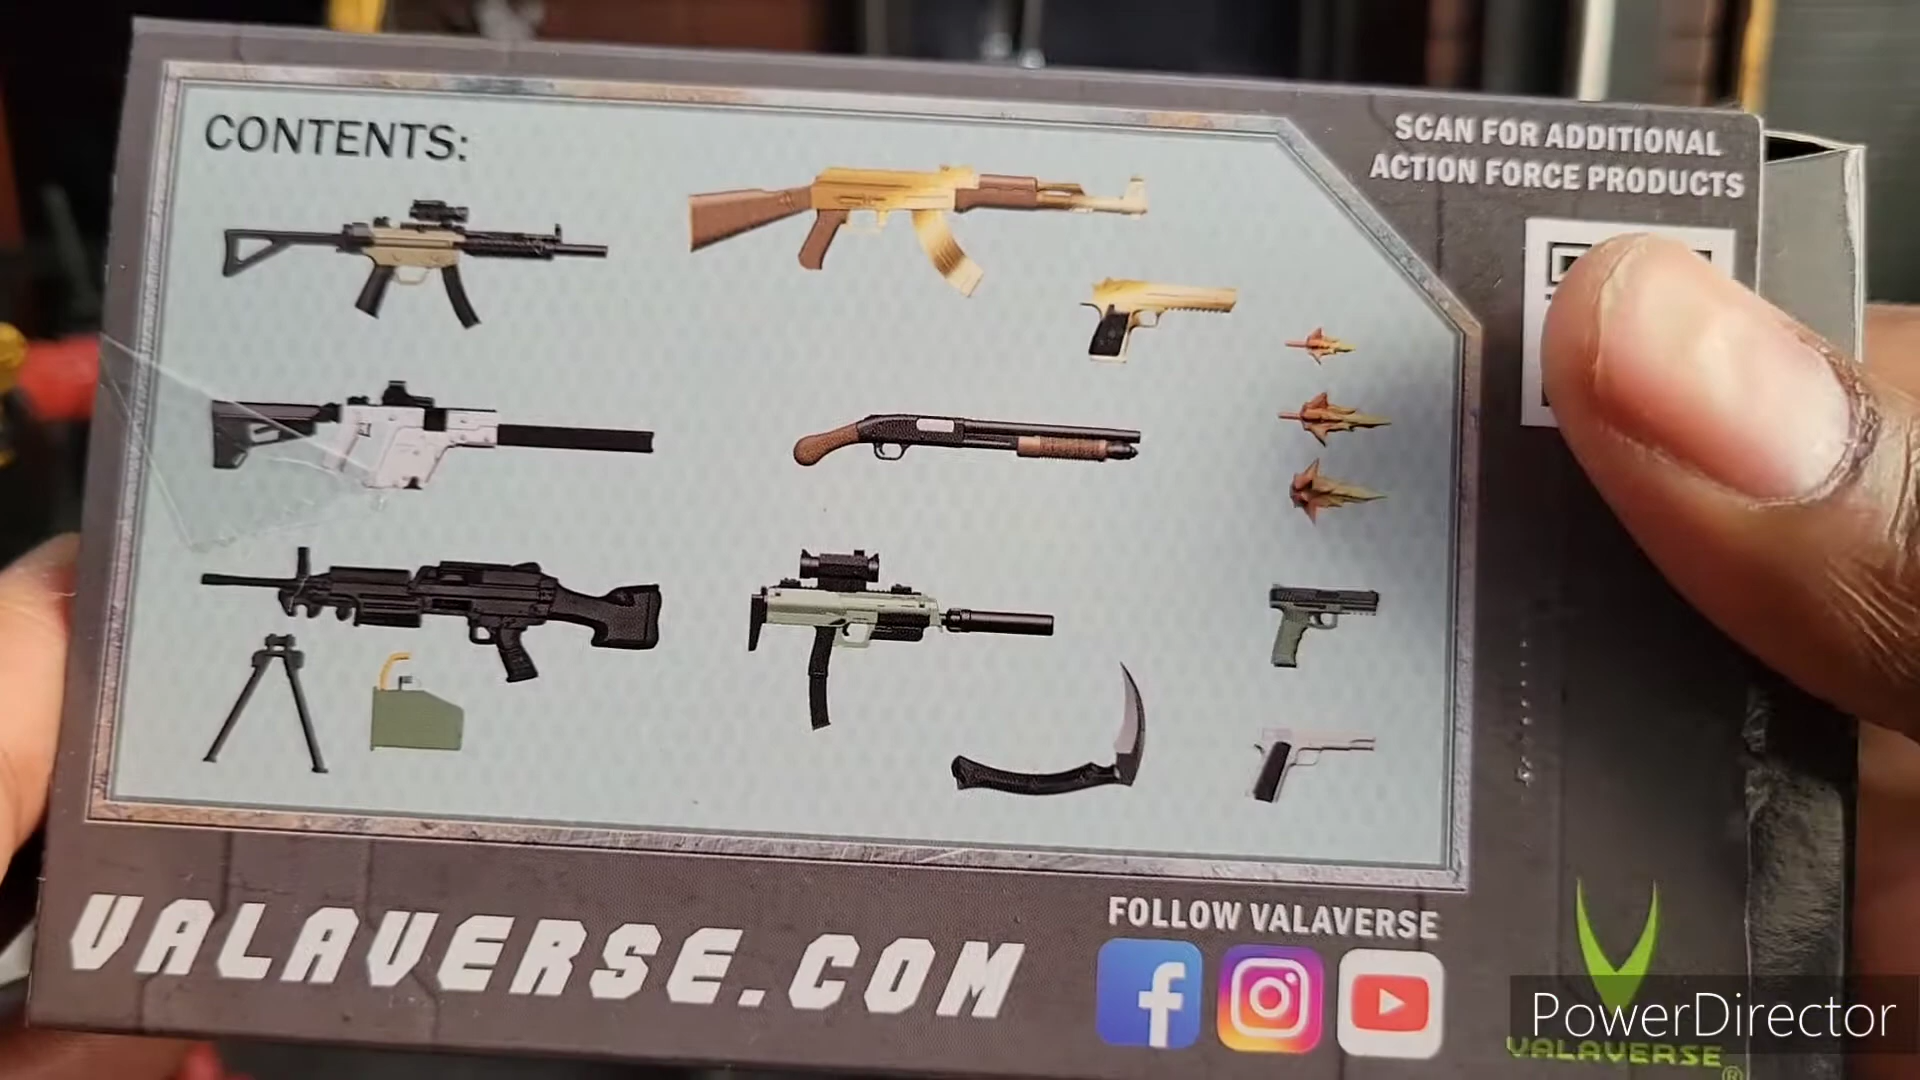 CONTENTS:
SCAN FOR ADDITIONAL
ACTION FORCE PRODUCTS
VALAVERSE.COM
FOLLOW VALAVERSE
PowerDirector
VALAVERSE®